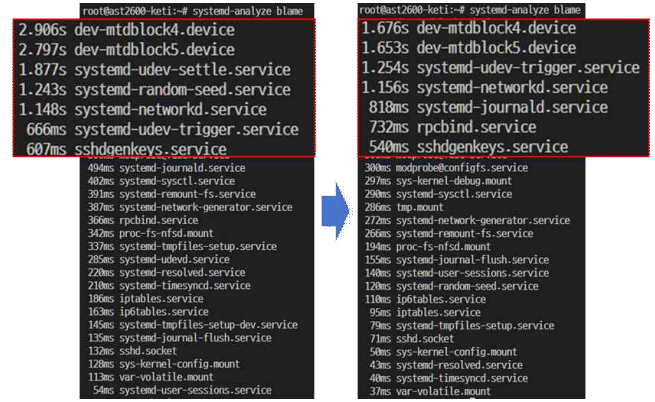 root@ast2600-keti:~# systemd-analyze blame
2.906s dev-mtdblock4.device
2.797s dev-mtdblock5.device
1.877s systemd-udev-settle.service
1.243s systemd-random-seed.service
1.148s systemd-networkd.service
666ms systemd-udev-trigger.service
607ms sshdgenkeys.service
494ms systemd-journald.service
402ms systemd-sysctl.service
391ms systemd-remount-fs.service
387ms systemd-network-generator.service
366ms rpcbind.service
342ms proc-fs-nfsd.mount
337ms systemd-tmpfiles-setup.service
285ms systemd-udevd.service
220ms systemd-resolved.service
210ms systemd-timesyncd.service
186ms iptables.service
163ms ip6tables.service
145ms systemd-tmpfiles-setup-dev.service
135ms systemd-journal-flush.service
132ms sshd.socket
128ms sys-kernel-config.mount
113ms var-volatile.mount
54ms systemd-user-sessions.service
root@ast2600-keti:~# systemd-analyze blame
1.676s dev-mtdblock4.device
1.653s dev-mtdblock5.device
1.254s systemd-udev-trigger.service
1.156s systemd-networkd.service
818ms systemd-journald.service
732ms rpcbind.service
540ms sshdgenkeys.service
300ms modprobe@configfs.service
297ms sys-kernel-debug.mount
290ms systemd-sysctl.service
286ms tmp.mount
272ms systemd-network-generator.service
266ms systemd-remount-fs.service
194ms proc-fs-nfsd.mount
155ms systemd-journal-flush.service
140ms systemd-user-sessions.service
120ms systemd-random-seed.service
110ms ip6tables.service
95ms iptables.service
79ms systemd-tmpfiles-setup.service
71ms sshd.socket
50ms sys-kernel-config.mount
43ms systemd-resolved.service
40ms systemd-timesyncd.service
37ms var-volatile.mount